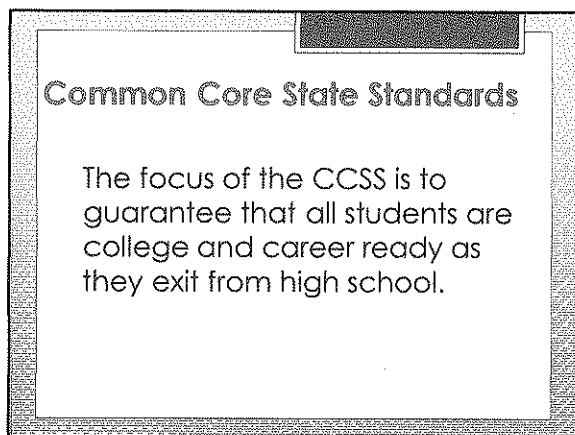 Common Core State Standards
The focus of the CCSS is to
guarantee that all students are
college and career ready as
they exit from high school.